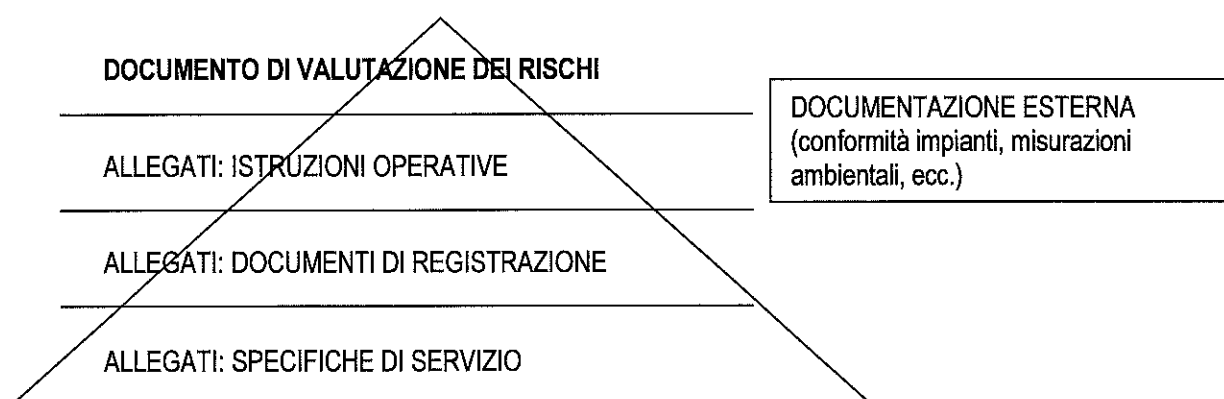 DOCUMENTO DI VALUTAZIONE DEI RISCHI
DOCUMENTAZIONE ESTERNA
(conformità impianti, misurazioni
ambientali, ecc.)
ALLEGATI: ISTRUZIONI OPERATIVE
ALLEGATI: DOCUMENTI DI REGISTRAZIONE
ALLEGATI: SPECIFICHE DI SERVIZIO